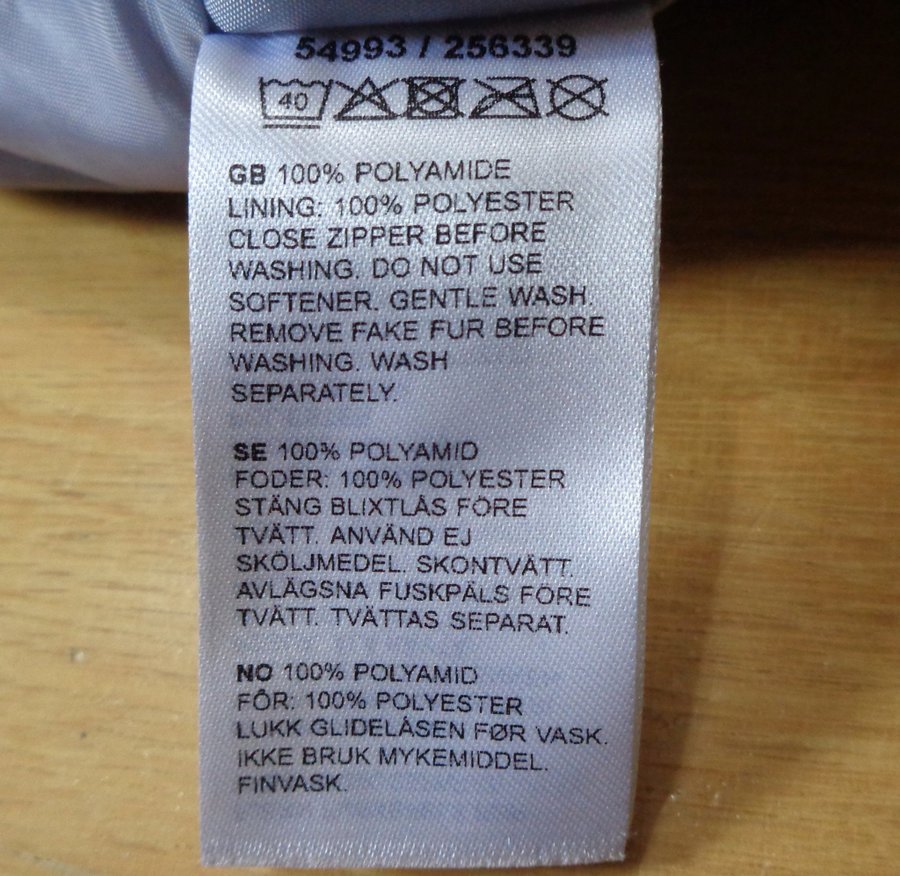 54993 / 256339
40
GB 100% POLYAMIDE
LINING: 100% POLYESTER
CLOSE ZIPPER BEFORE
WASHING. DO NOT USE
SOFTENER. GENTLE WASH.
REMOVE FAKE FUR BEFORE
WASHING. WASH
SEPARATELY.
SE 100% POLYAMID
FODER: 100% POLYESTER
STÄNG BLIXTLÅS FÖRE
TVÄTT. ANVÄND EJ
SKÖLJMEDEL. SKONTVÄTT.
AVLÄGSNA FUSKPÄLS FÖRE
TVÄTT. TVÄTTAS SEPARAT.
NO 100% POLYAMID
FÔR: 100% POLYESTER
LUKK GLIDELÅSEN FØR VASK.
IKKE BRUK MYKEMIDDEL.
FINVASK.